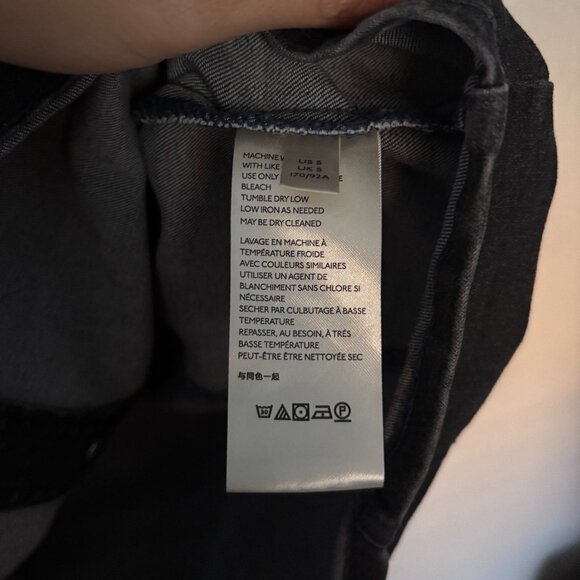 US S
UK S
170/92A
MACHINE
WITH LIKE
USE ONLY
BLEACH
TUMBLE DRY LOW
LOW IRON AS NEEDED
MAY BE DRY CLEANED
LAVAGE EN MACHINE À
TEMPÉRATURE FROIDE
AVEC COULEURS SIMILAIRES
UTILISER UN AGENT DE
BLANCHIMENT SANS CHLORE SI
NÉCESSAIRE
SECHER PAR CULBUTAGE À BASSE
TEMPERATURE
REPASSER, AU BESOIN, À TRÉS
BASSE TEMPÉRATURE
PEUT-ÊTRE ÊTRE NETTOYÉE SEC
与同色一起
30
P